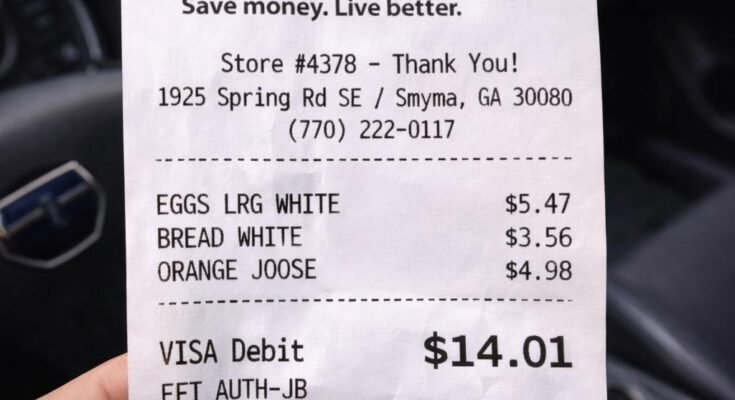 Save money. Live better.
Store #4378 - Thank You!
1925 Spring Rd SE / Smyma, GA 30080
(770) 222-0117
EGGS LRG WHITE $5.47
BREAD WHITE $3.56
ORANGE JOOSE $4.98
VISA Debit $14.01
EFT AUTH-JB